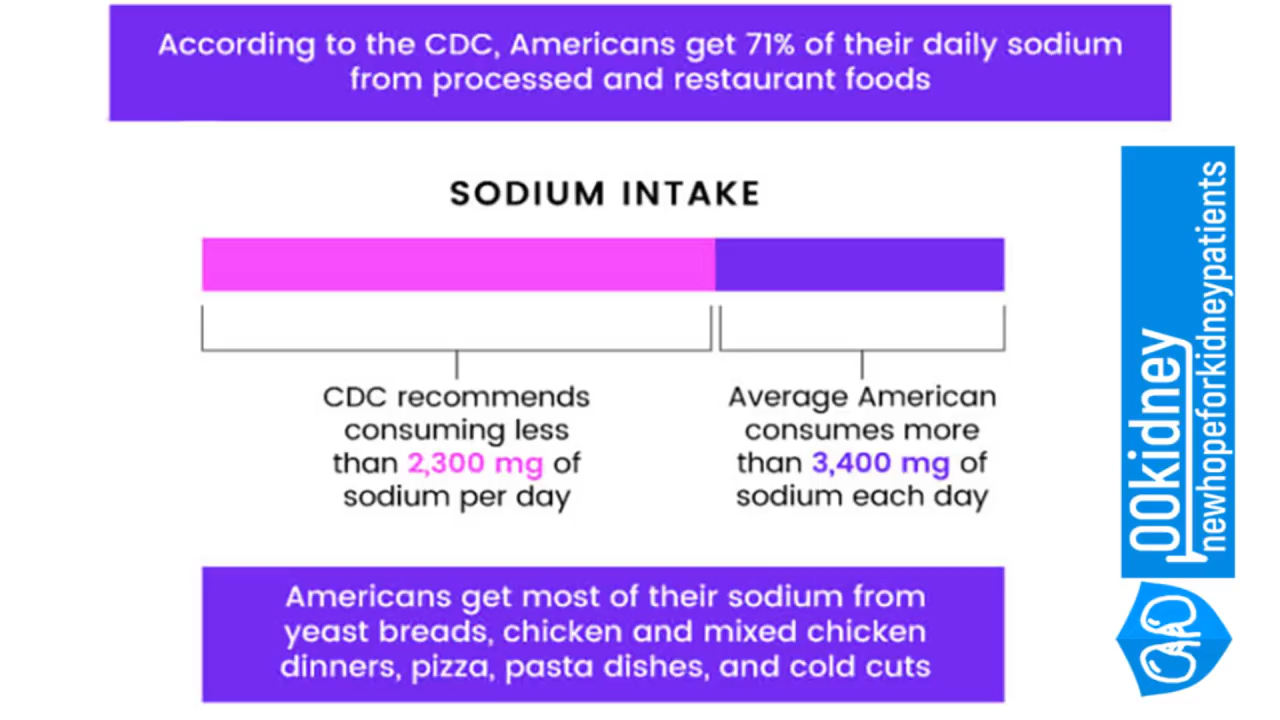 According to the CDC, Americans get 71% of their daily sodium
from processed and restaurant foods
SODIUM INTAKE
CDC recommends
consuming less
than 2,300 mg of
sodium per day
Average American
consumes more
than 3,400 mg of
sodium each day
Americans get most of their sodium from
yeast breads, chicken and mixed chicken
dinners, pizza, pasta dishes, and cold cuts
100kidney
newhopeforkidneypatients